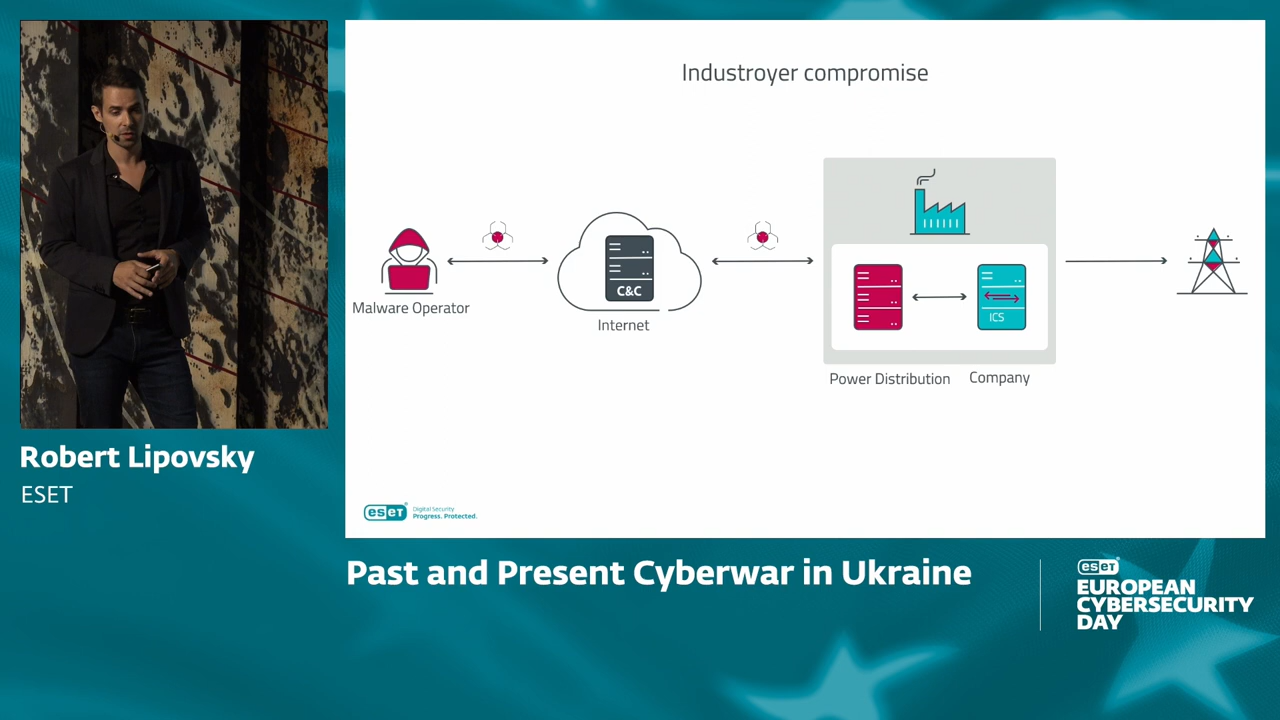 Industroyer compromise
Malware Operator
C&C
Internet
ICS
Power Distribution Company
eset
Digital Security
Progress. Protected.
Robert Lipovsky
ESET
Past and Present Cyberwar in Ukraine
eset
EUROPEAN
CYBERSECURITY
DAY